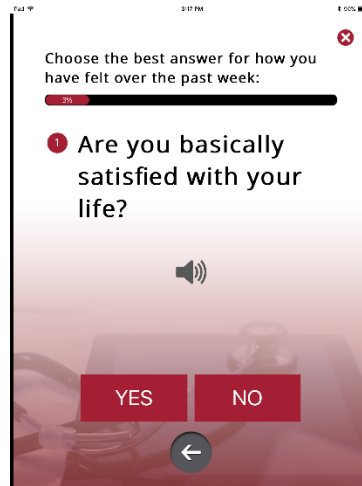 iPad 3:17 PM 90%
Choose the best answer for how you
have felt over the past week:
3%
1 Are you basically
satisfied with your
life?
YES NO